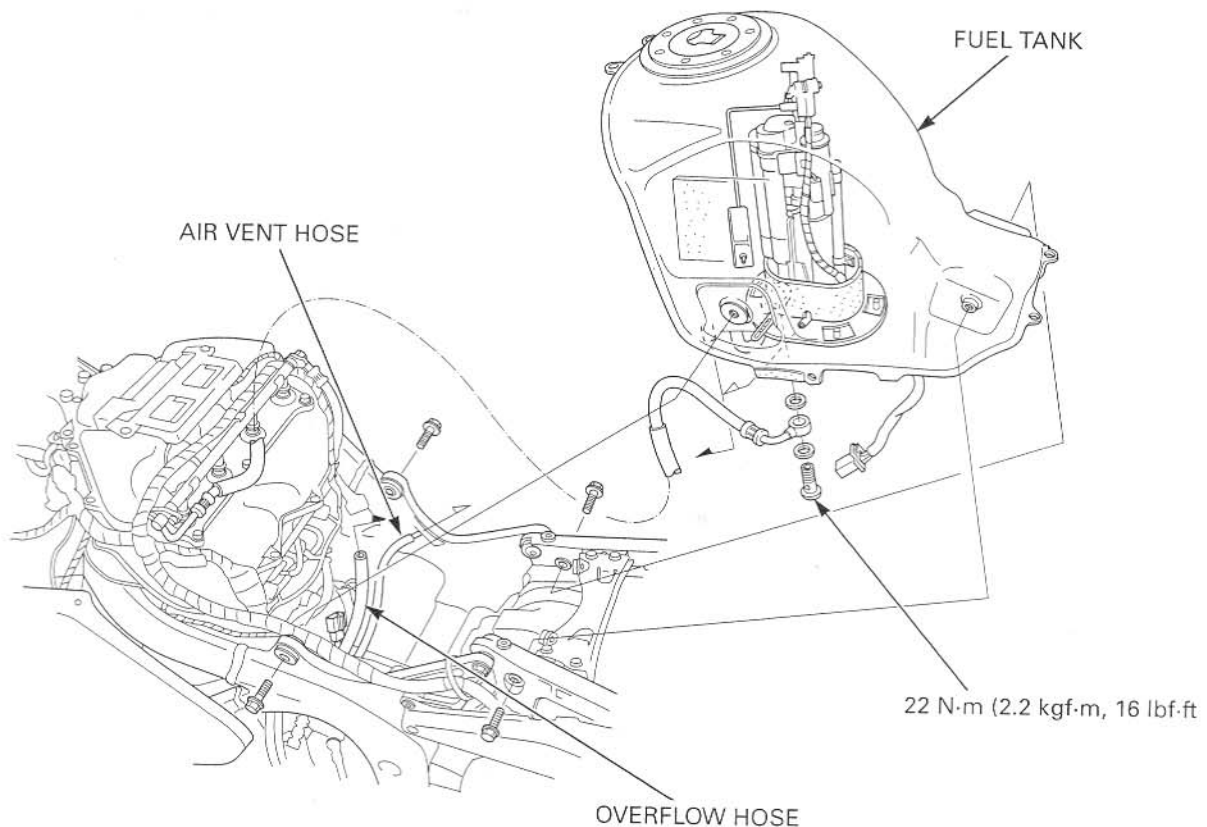 FUEL TANK
AIR VENT HOSE
22 N·m (2.2 kgf·m, 16 lbf·ft
OVERFLOW HOSE